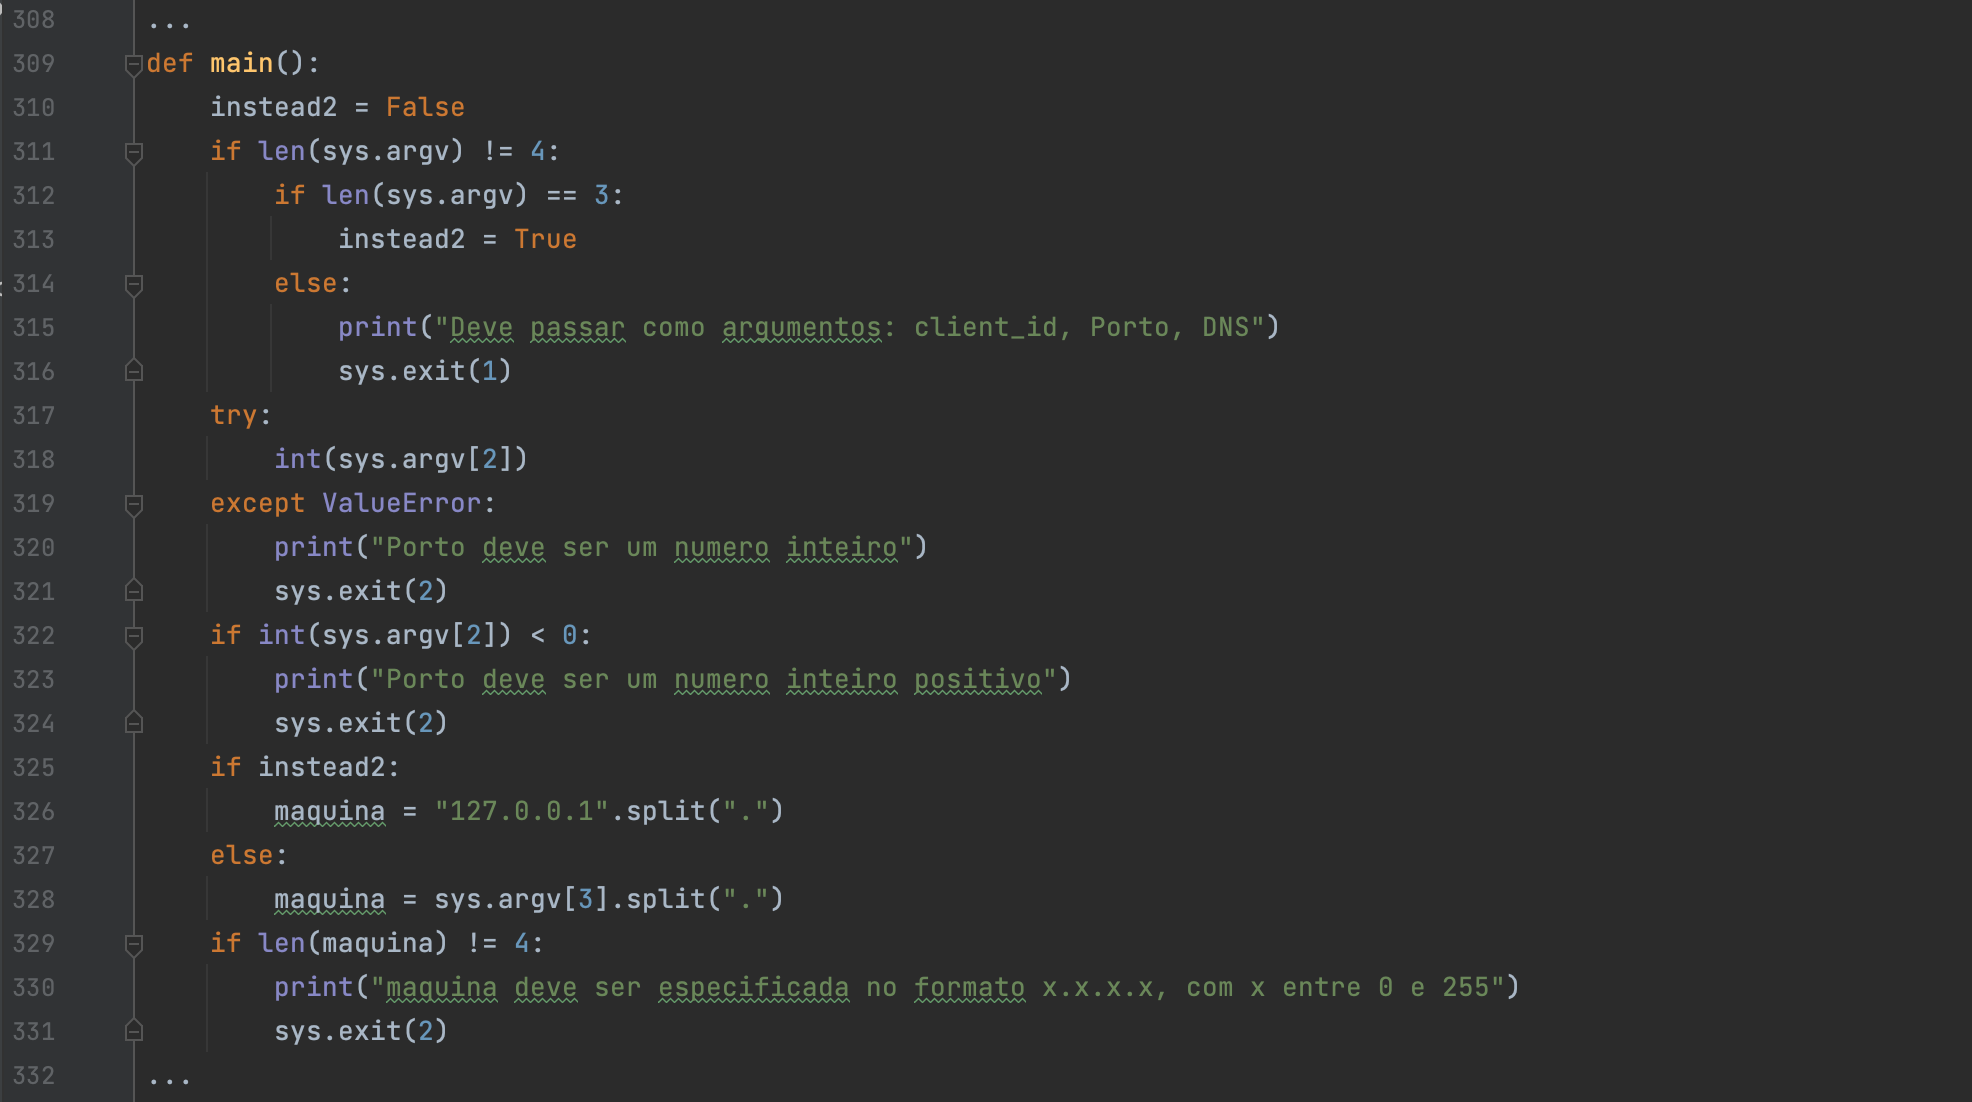 308 ...
309 def main():
310     instead2 = False
311     if len(sys.argv) != 4:
312         if len(sys.argv) == 3:
313             instead2 = True
314         else:
315             print("Deve passar como argumentos: client_id, Porto, DNS")
316             sys.exit(1)
317     try:
318         int(sys.argv[2])
319     except ValueError:
320         print("Porto deve ser um numero inteiro")
321         sys.exit(2)
322     if int(sys.argv[2]) < 0:
323         print("Porto deve ser um numero inteiro positivo")
324         sys.exit(2)
325     if instead2:
326         maquina = "127.0.0.1".split(".")
327     else:
328         maquina = sys.argv[3].split(".")
329     if len(maquina) != 4:
330         print("maquina deve ser especificada no formato x.x.x.x, com x entre 0 e 255")
331         sys.exit(2)
332 ...